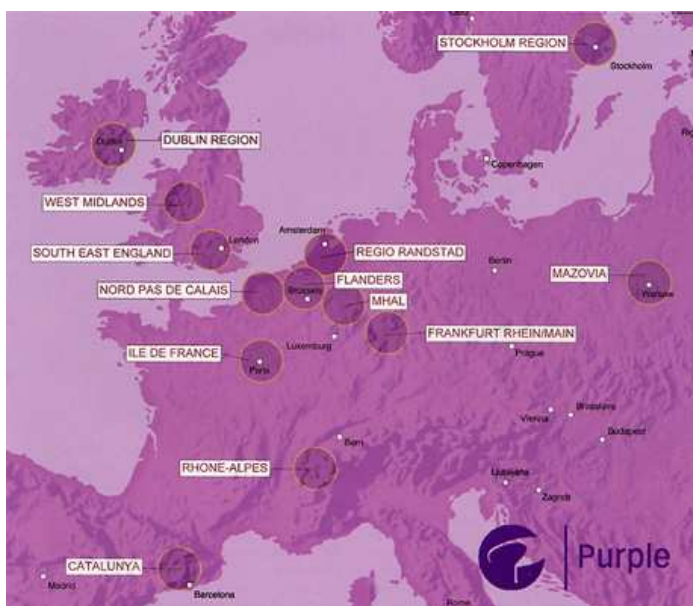 STOCKHOLM REGION
Stockholm
Dublin
DUBLIN REGION
Copenhagen
WEST MIDLANDS
Amsterdam
London
SOUTH EAST ENGLAND
REGIO RANDSTAD
Berlin
MAZOVIA
FLANDERS
NORD PAS DE CALAIS
Brussels
MHAL
FRANKFURT RHEIN/MAIN
Luxemburg
Prague
ILE DE FRANCE
Paris
Vienna
Bratislava
Budapest
Bern
RHONE-ALPES
Ljubljana
Zagreb
Purple
CATALUNYA
Madrid
Barcelona
Rome